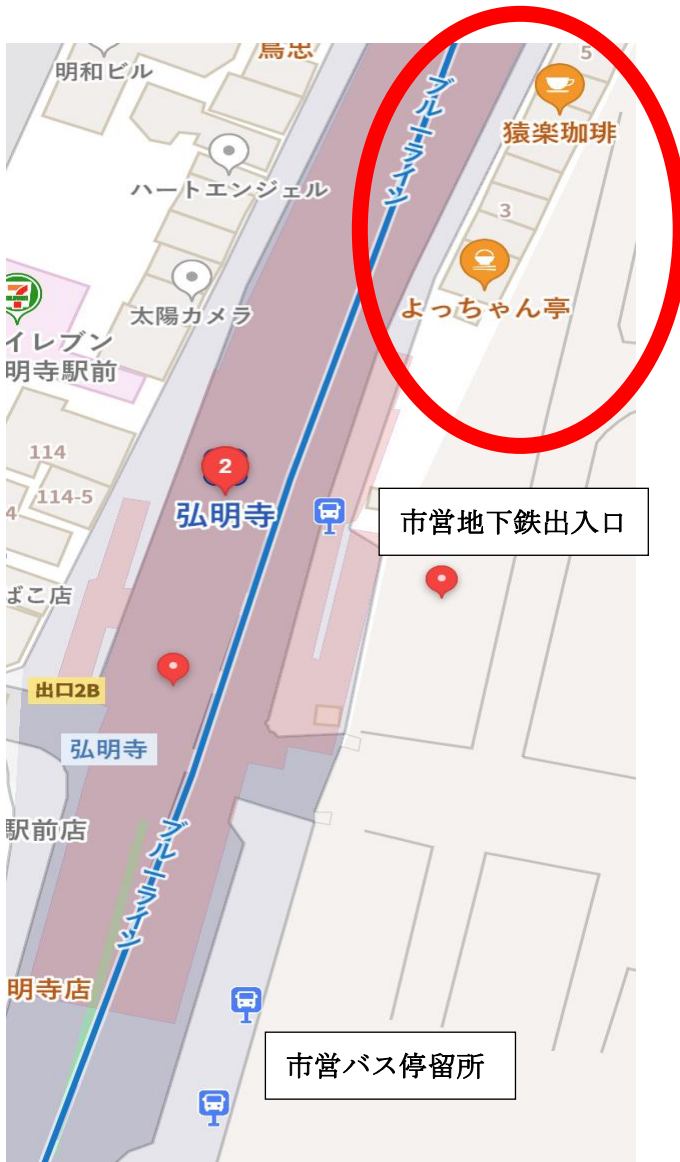 鳥忠
明和ビル
5
ブルーライン
猿楽珈琲
ハートエンジェル
3
太陽カメラ
よっちゃん亭
イレブン
明寺駅前
114
2
114-5
弘明寺
4
市営地下鉄出入口
ばこ店
出口2B
弘明寺
駅前店
ブルーライン
明寺店
市営バス停留所